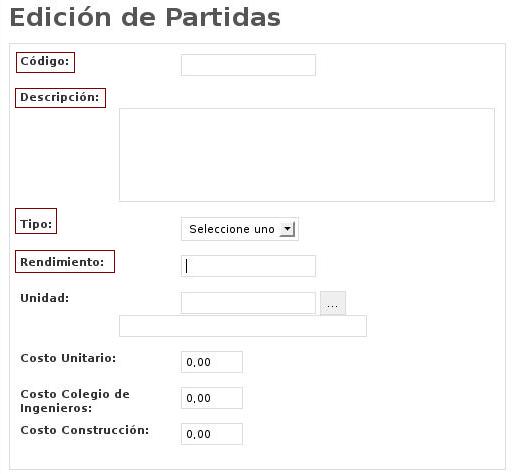 Edición de Partidas
Código:
Descripción:
Tipo:
Seleccione uno
Rendimiento:
Unidad:
...
Costo Unitario:
0,00
Costo Colegio de
Ingenieros:
0,00
Costo Construcción:
0,00